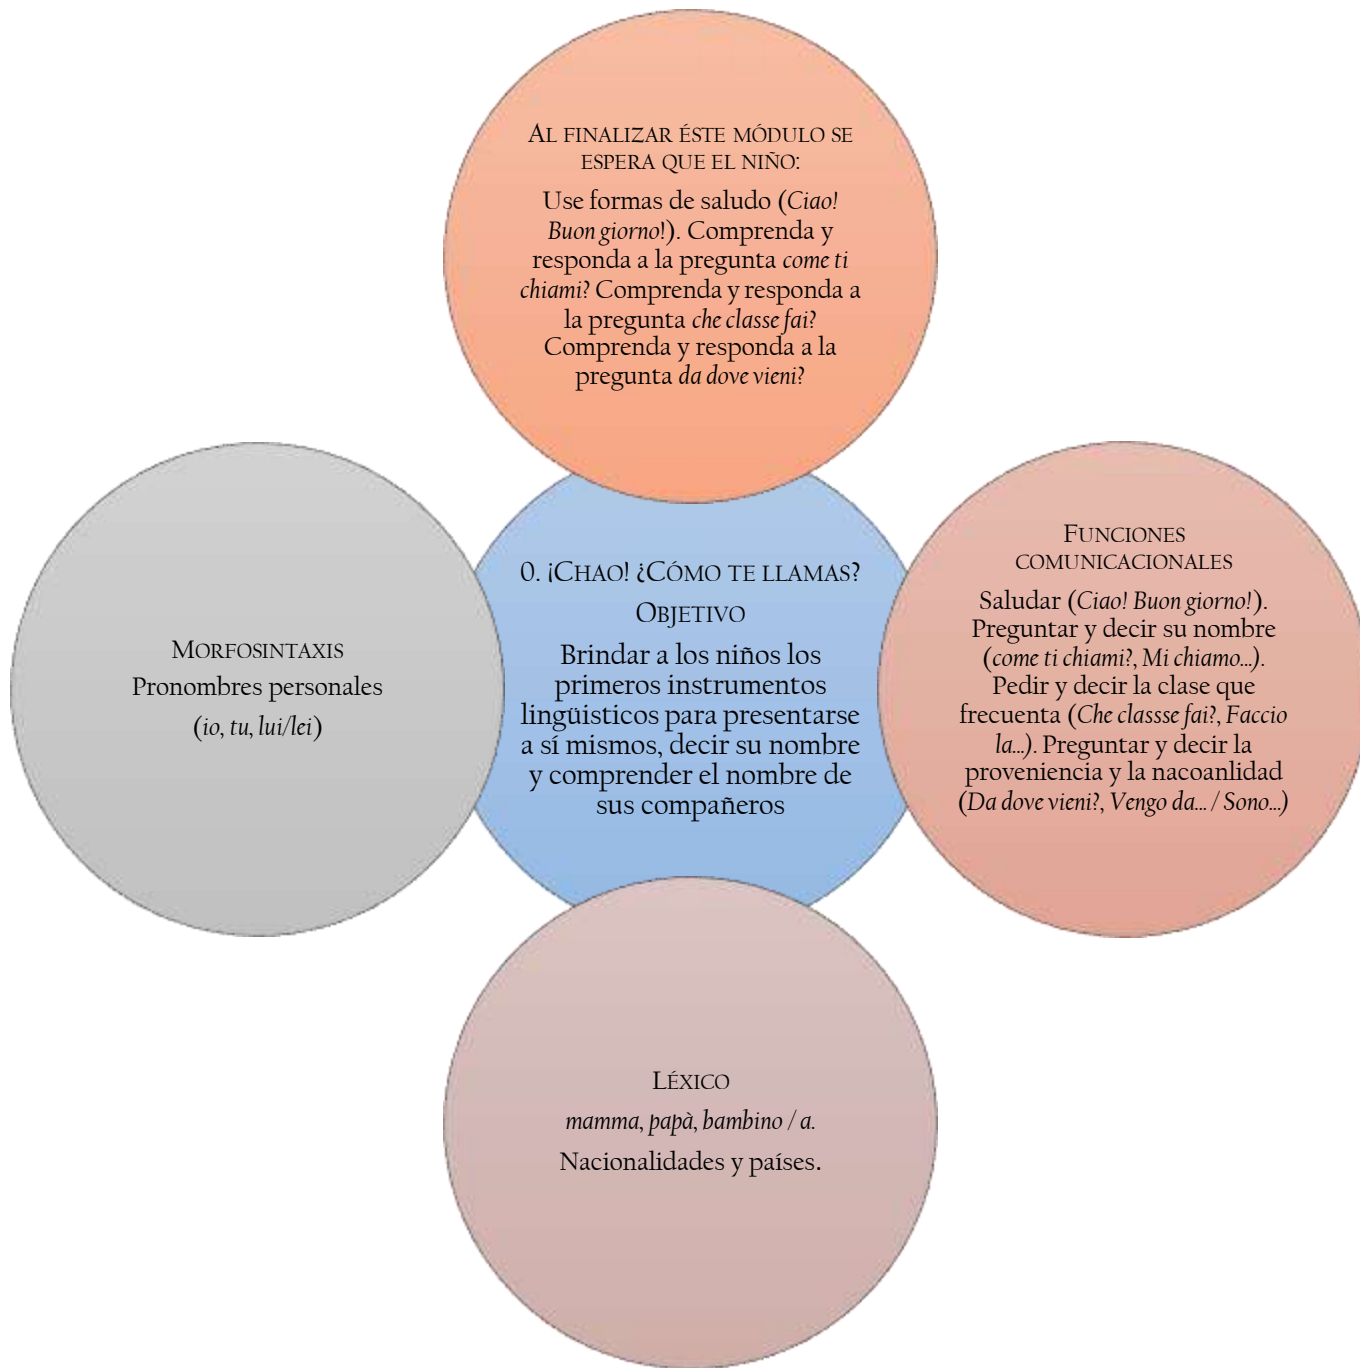 AL FINALIZAR ÉSTE MÓDULO SE
ESPERA QUE EL NIÑO:
Use formas de saludo (Ciao!
Buon giorno!). Comprenda y
responda a la pregunta come ti
chiami? Comprenda y responda a
la pregunta che classe fai?
Comprenda y responda a la
pregunta da dove vieni?
MORFOSINTAXIS
Pronombres personales
(io, tu, lui/lei)
0. ¡CHAO! ¿CÓMO TE LLAMAS?
OBJETIVO
Brindar a los niños los
primeros instrumentos
lingüisticos para presentarse
a sí mismos, decir su nombre
y comprender el nombre de
sus compañeros
FUNCIONES
COMUNICACIONALES
Saludar (Ciao! Buon giorno!).
Preguntar y decir su nombre
(come ti chiami?, Mi chiamo...).
Pedir y decir la clase que
frecuenta (Che classse fai?, Faccio
la...). Preguntar y decir la
proveniencia y la nacoanlidad
(Da dove vieni?, Vengo da... / Sono...)
LÉXICO
mamma, papà, bambino / a.
Nacionalidades y países.